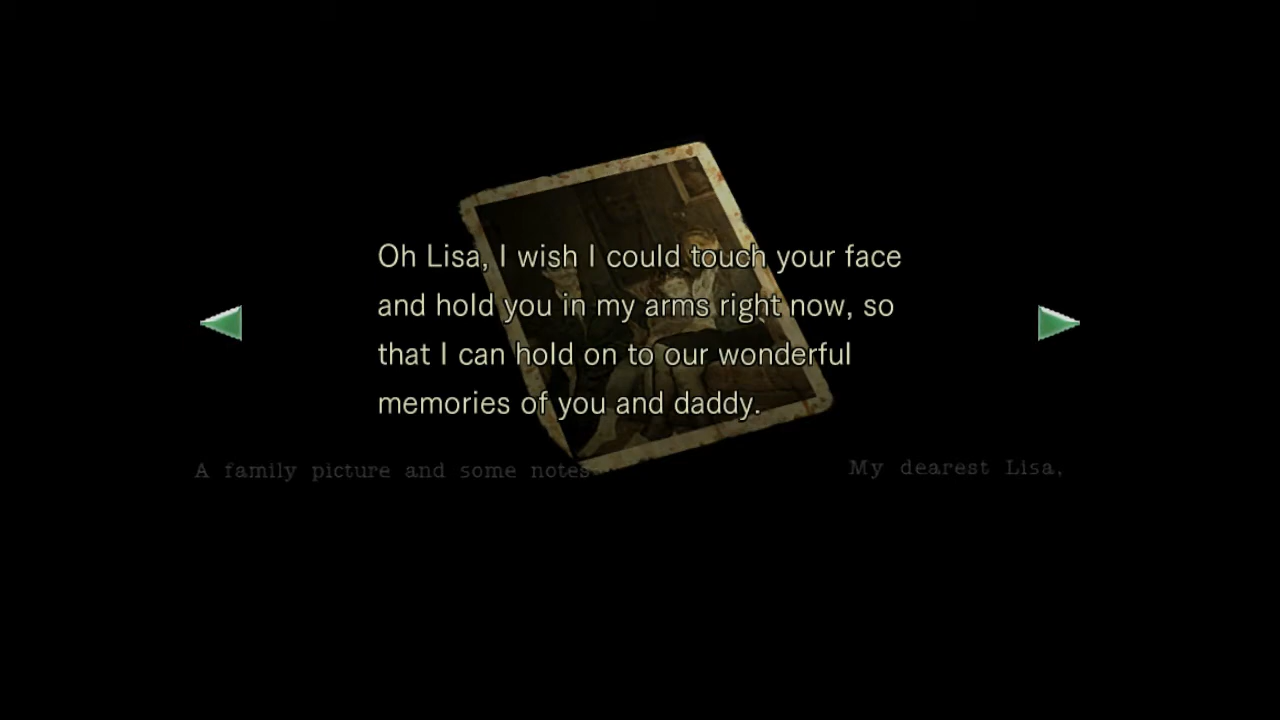 Oh Lisa, I wish I could touch your face
and hold you in my arms right now, so
that I can hold on to our wonderful
memories of you and daddy.
A family picture and some notes
My dearest Lisa,